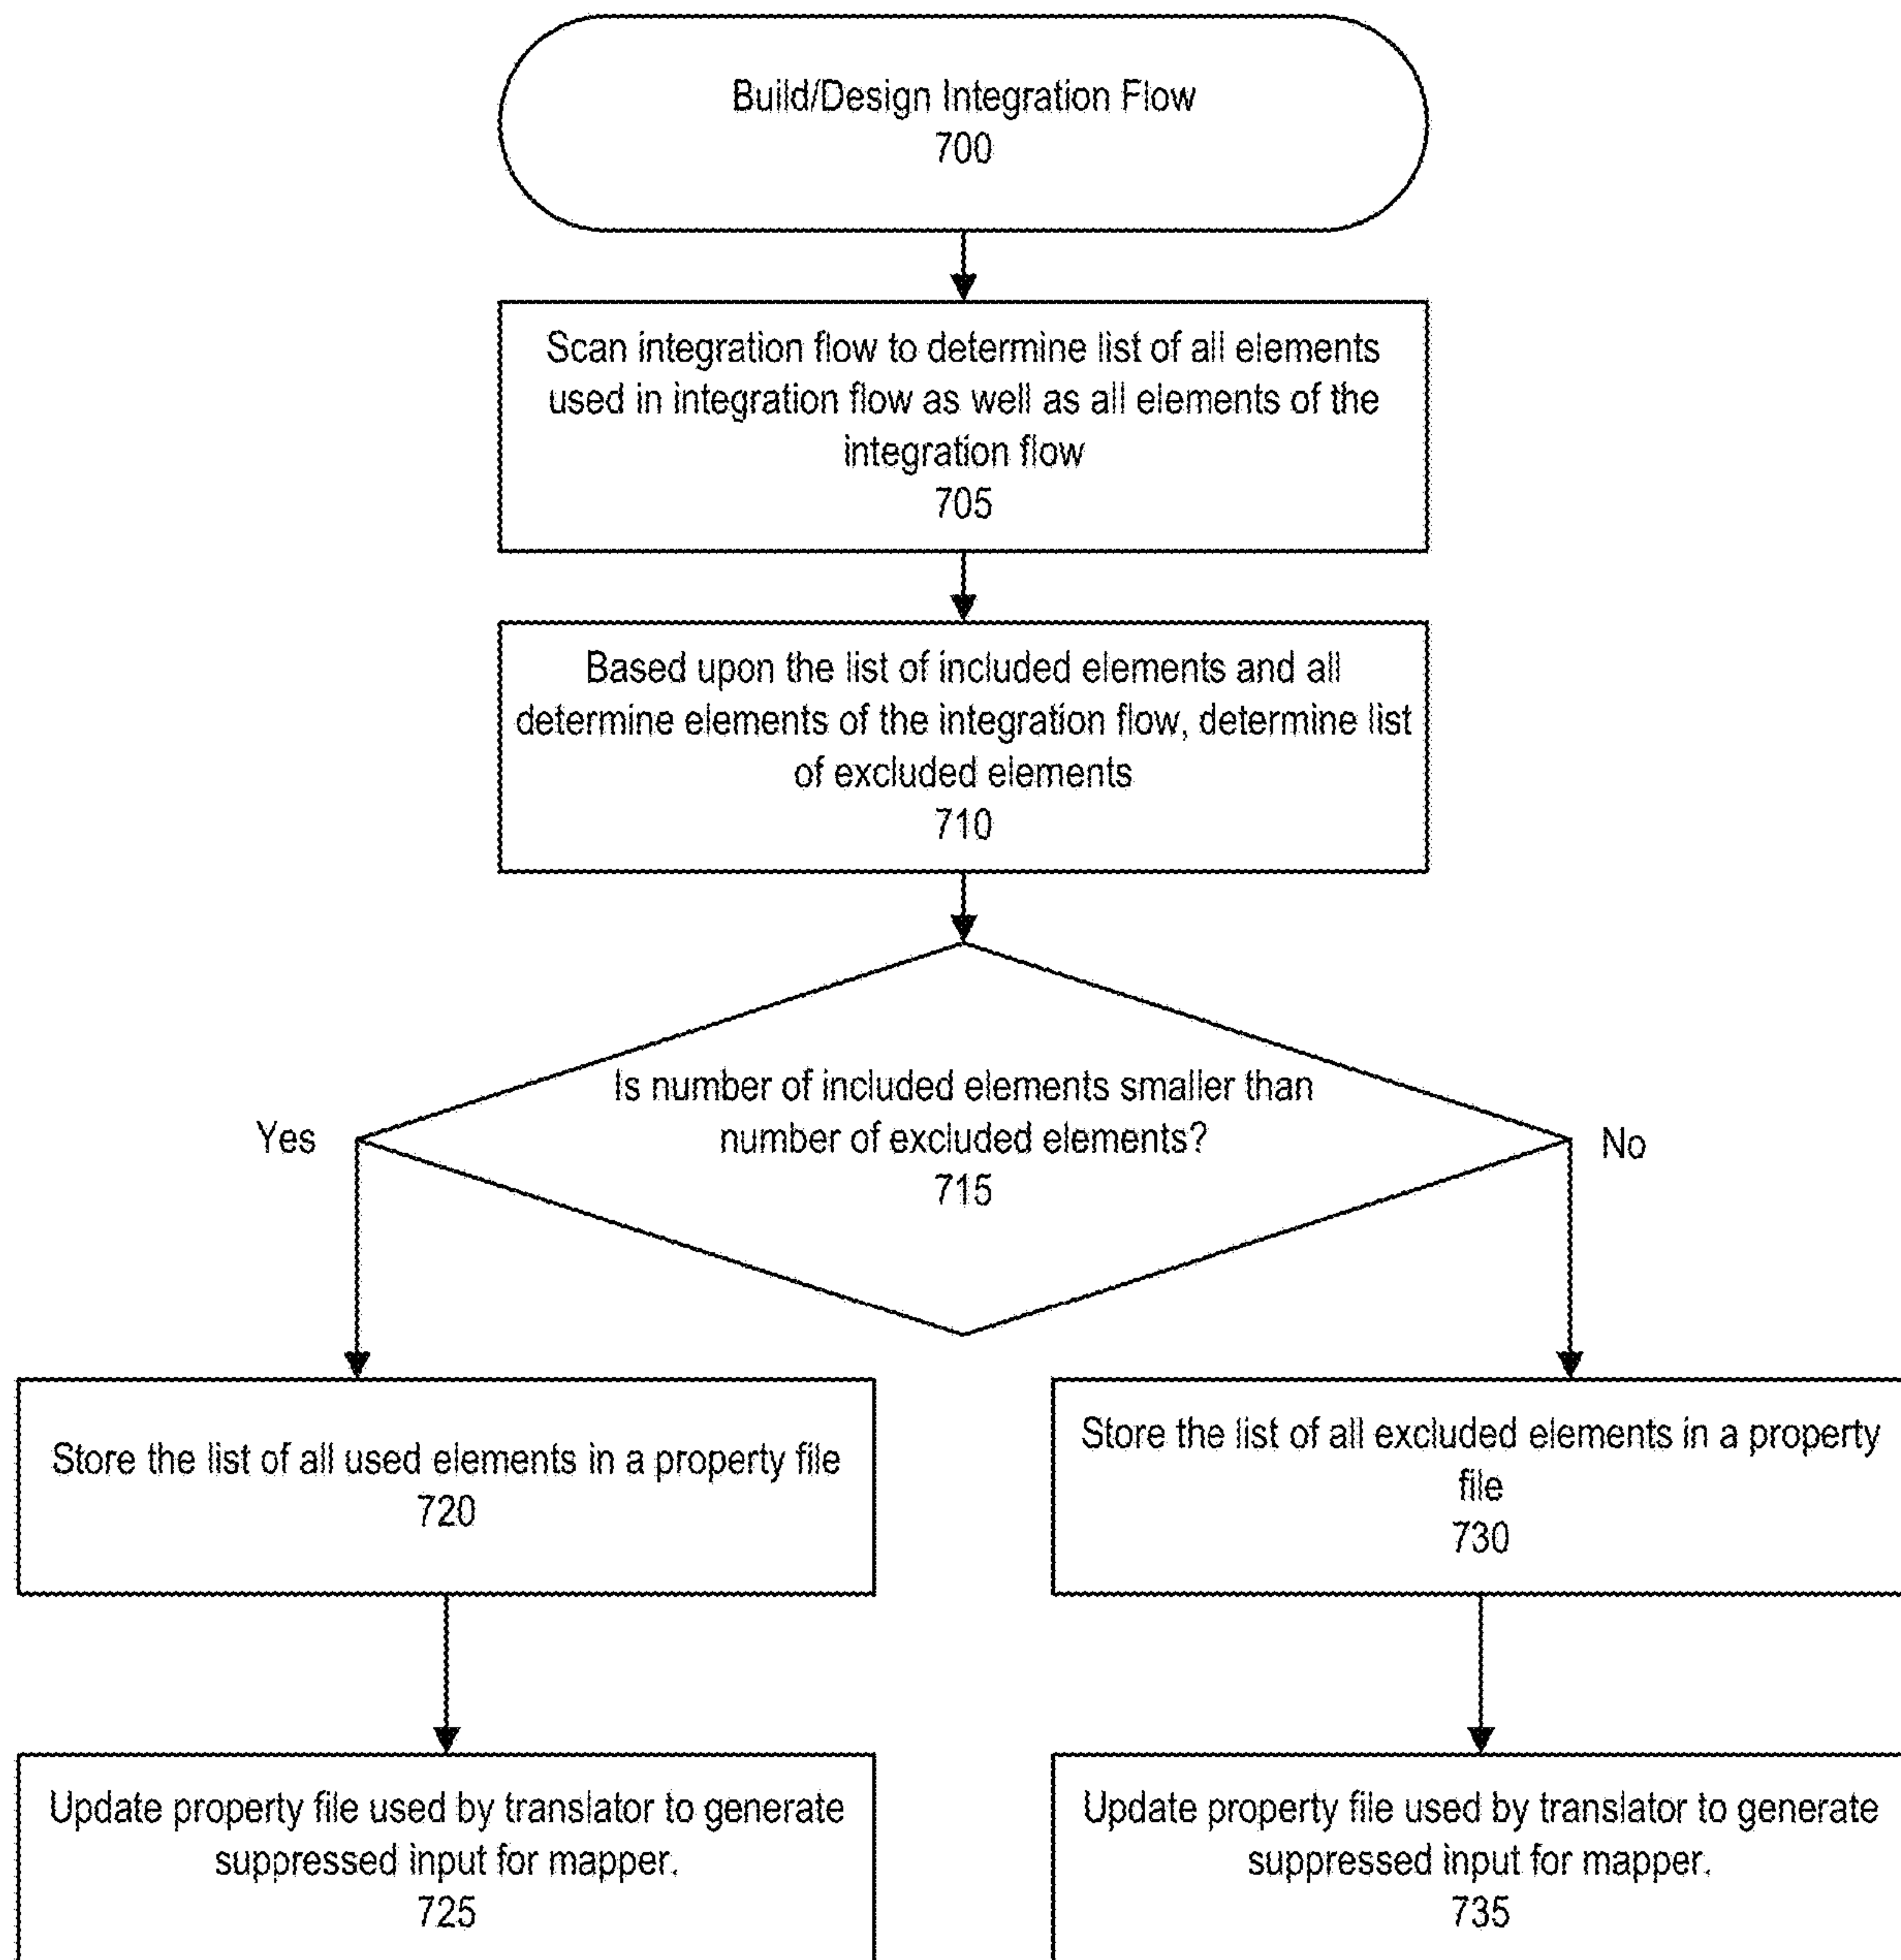 Build/Design Integration Flow
700
Scan integration flow to determine list of all elements
used in integration flow as well as all elements of the
integration flow
705
Based upon the list of included elements and all
determine elements of the integration flow, determine list
of excluded elements
710
Is number of included elements smaller than
number of excluded elements?
715
Yes
No
Store the list of all used elements in a property file
720
Store the list of all excluded elements in a property
file
730
Update property file used by translator to generate
suppressed input for mapper.
725
Update property file used by translator to generate
suppressed input for mapper.
735